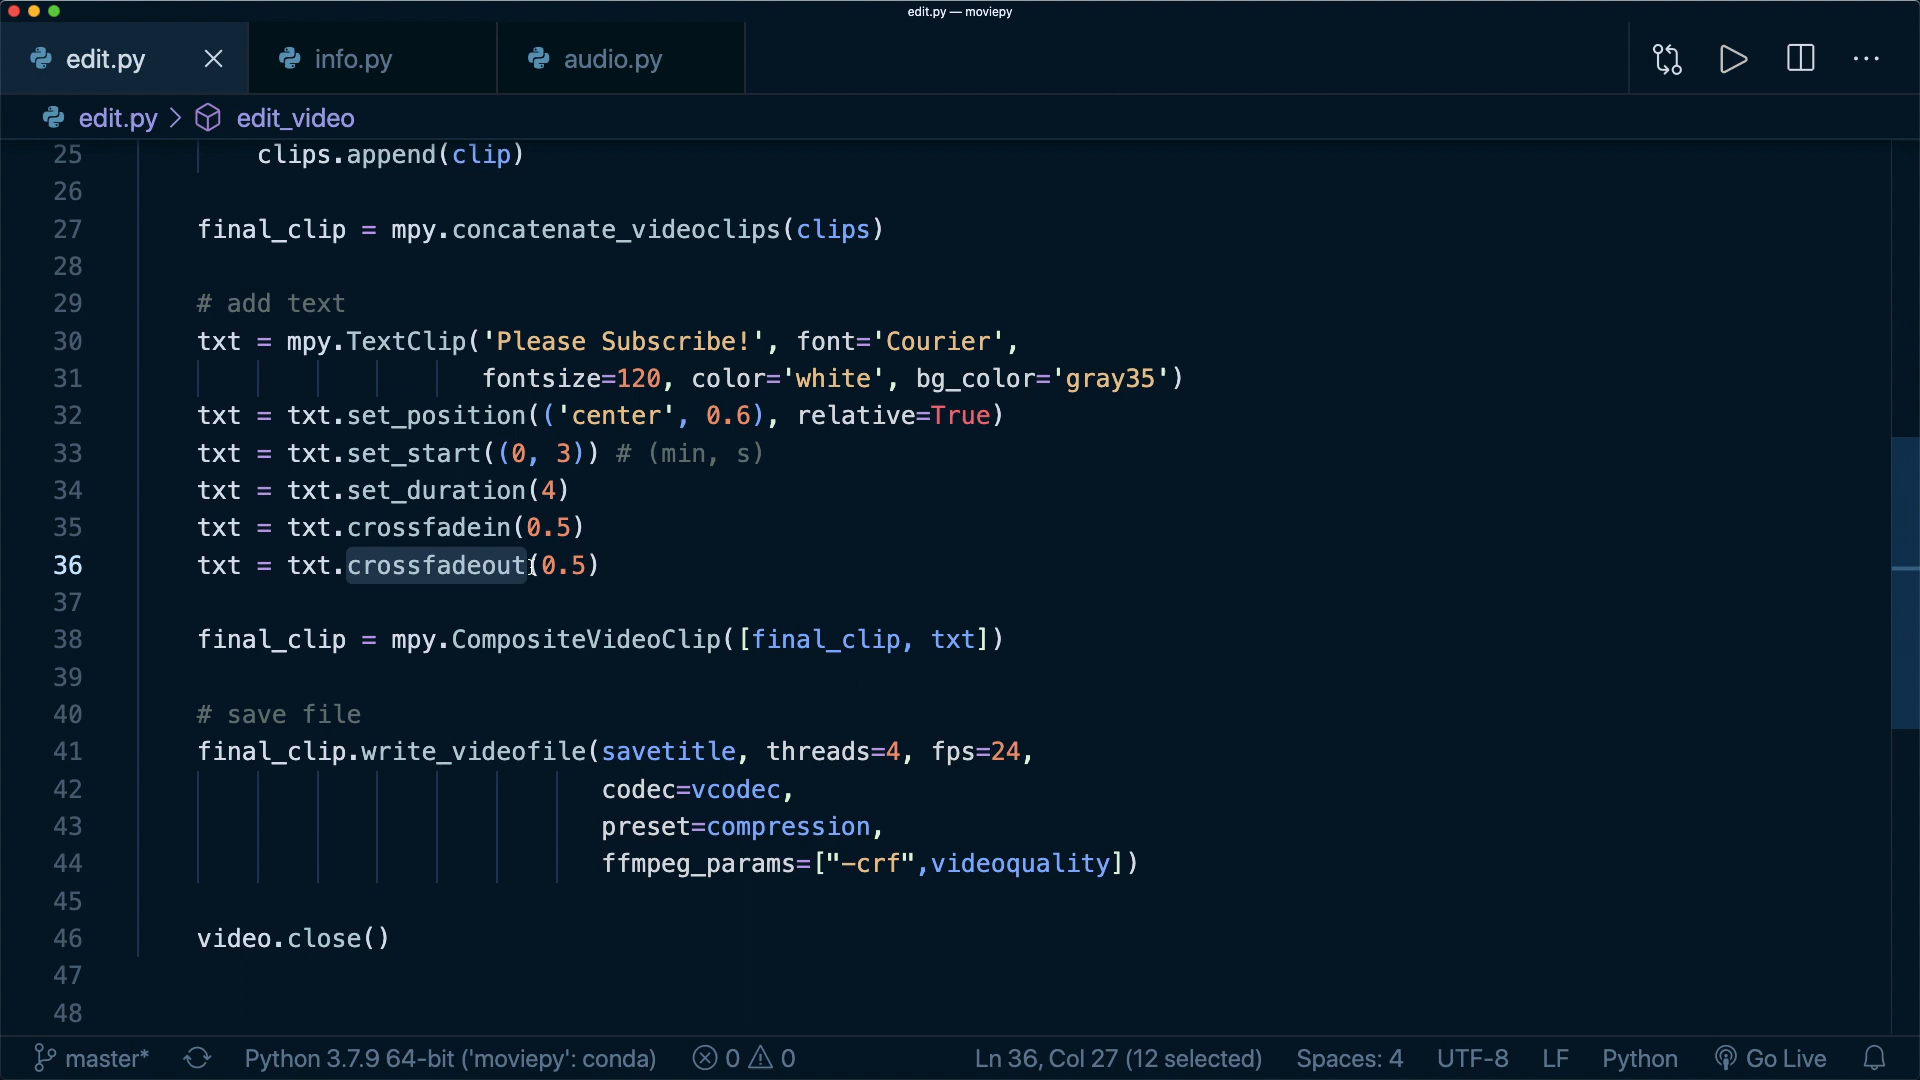 edit.py — moviepy
edit.py
info.py
audio.py
edit.py > edit_video
25 clips.append(clip)
26
27 final_clip = mpy.concatenate_videoclips(clips)
28
29 # add text
30 txt = mpy.TextClip('Please Subscribe!', font='Courier',
31 fontsize=120, color='white', bg_color='gray35')
32 txt = txt.set_position(('center', 0.6), relative=True)
33 txt = txt.set_start((0, 3)) # (min, s)
34 txt = txt.set_duration(4)
35 txt = txt.crossfadein(0.5)
36 txt = txt.crossfadeout(0.5)
37
38 final_clip = mpy.CompositeVideoClip([final_clip, txt])
39
40 # save file
41 final_clip.write_videofile(savetitle, threads=4, fps=24,
42 codec=vcodec,
43 preset=compression,
44 ffmpeg_params=["-crf",videoquality])
45
46 video.close()
47
48
master* Python 3.7.9 64-bit ('moviepy': conda) 0 0 Ln 36, Col 27 (12 selected) Spaces: 4 UTF-8 LF Python Go Live